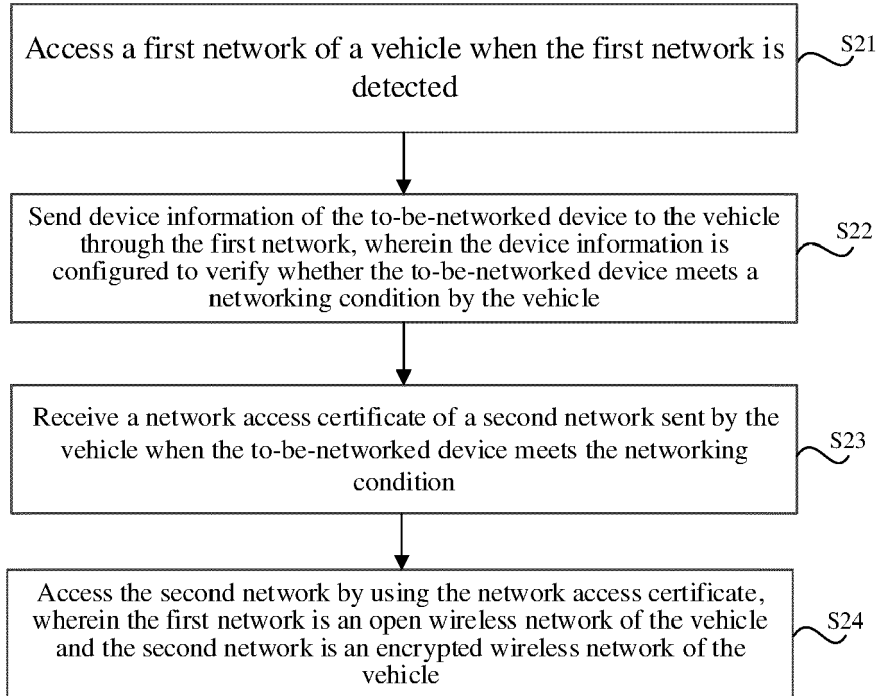 Access a first network of a vehicle when the first network is
detected
S21
Send device information of the to-be-networked device to the vehicle
through the first network, wherein the device information is
configured to verify whether the to-be-networked device meets a
networking condition by the vehicle
S22
Receive a network access certificate of a second network sent by the
vehicle when the to-be-networked device meets the networking
condition
S23
Access the second network by using the network access certificate,
wherein the first network is an open wireless network of the vehicle
and the second network is an encrypted wireless network of the
vehicle
S24